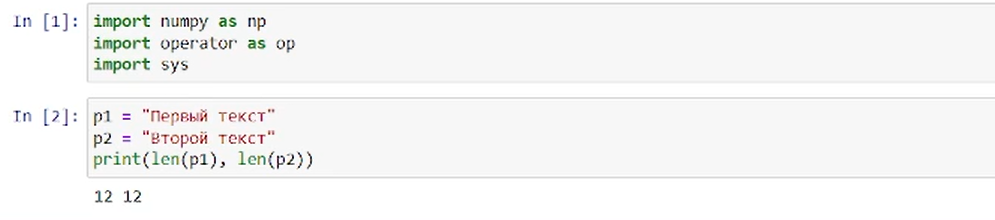 In [1]: import numpy as np
import operator as op
import sys
In [2]: p1 = "Первый текст"
p2 = "Второй текст"
print(len(p1), len(p2))
12 12